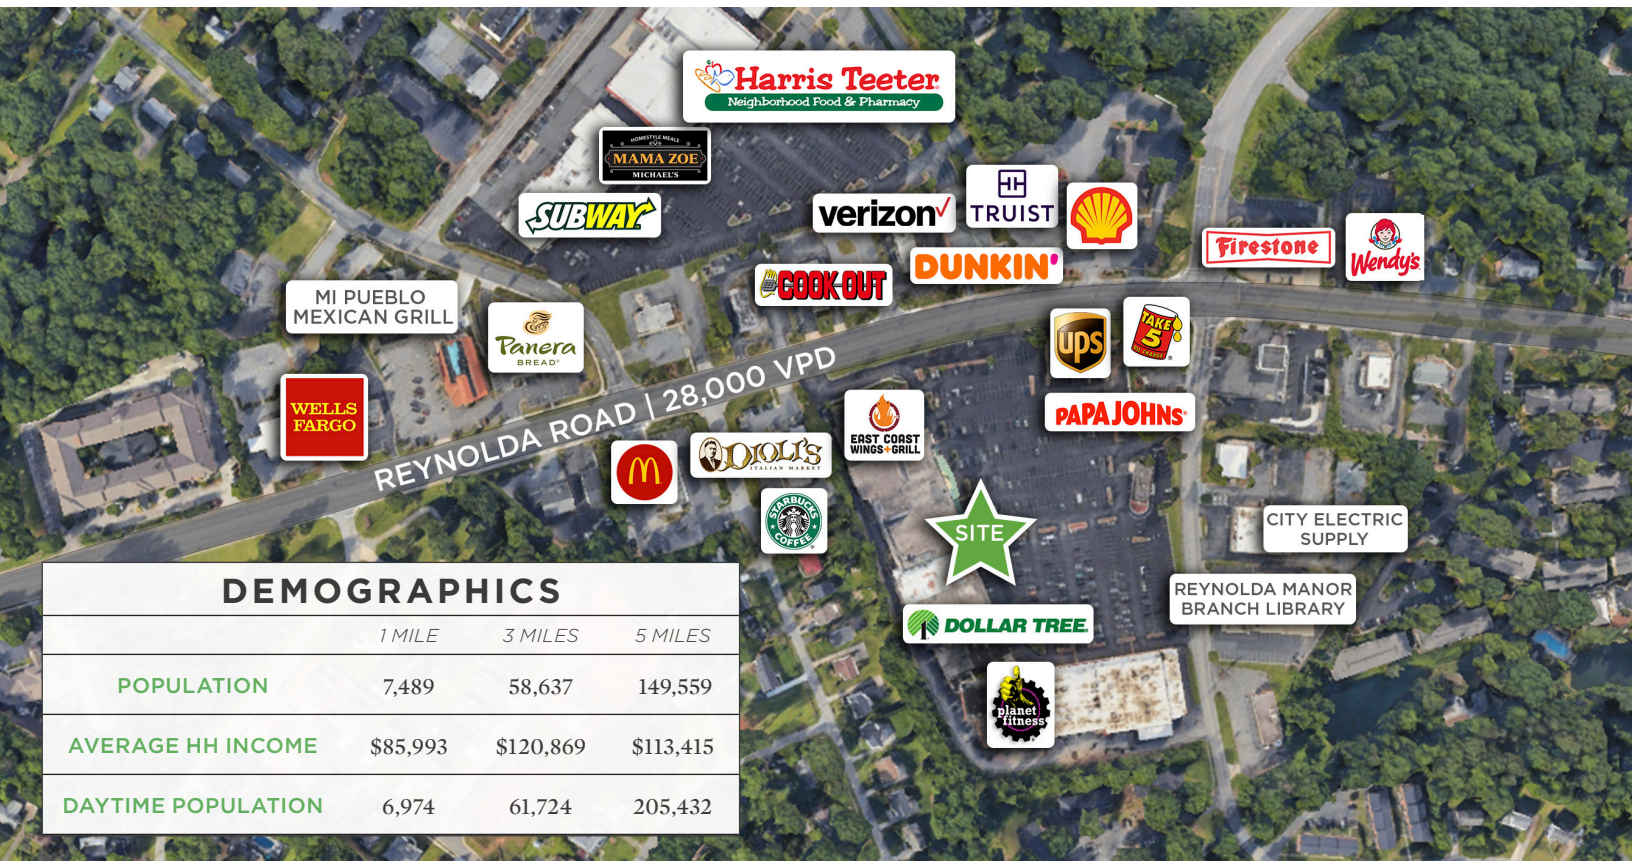 Harris Teeter
Neighborhood Food & Pharmacy
HOMESTYLE MEALS
MAMA ZOE
MICHAEL'S
SUBWAY
verizon
TRUIST
Firestone
Wendy's
DUNKIN'
COOK-OUT
MI PUEBLO
MEXICAN GRILL
Panera
BREAD®
ups
TAKE
5
OIL CHANGE
®
WELLS
FARGO
REYNOLDA ROAD | 28,000 VPD
PAPA JOHNS
EAST COAST
WINGS+GRILL
DIOLI'S
ITALIAN MARKET
M
STARBUCKS
COFFEE
SITE
CITY ELECTRIC
SUPPLY
REYNOLDA MANOR
BRANCH LIBRARY
DOLLAR TREE
planet
fitness
DEMOGRAPHICS
1 MILE 3 MILES 5 MILES
POPULATION 7,489 58,637 149,559
AVERAGE HH INCOME $85,993 $120,869 $113,415
DAYTIME POPULATION 6,974 61,724 205,432